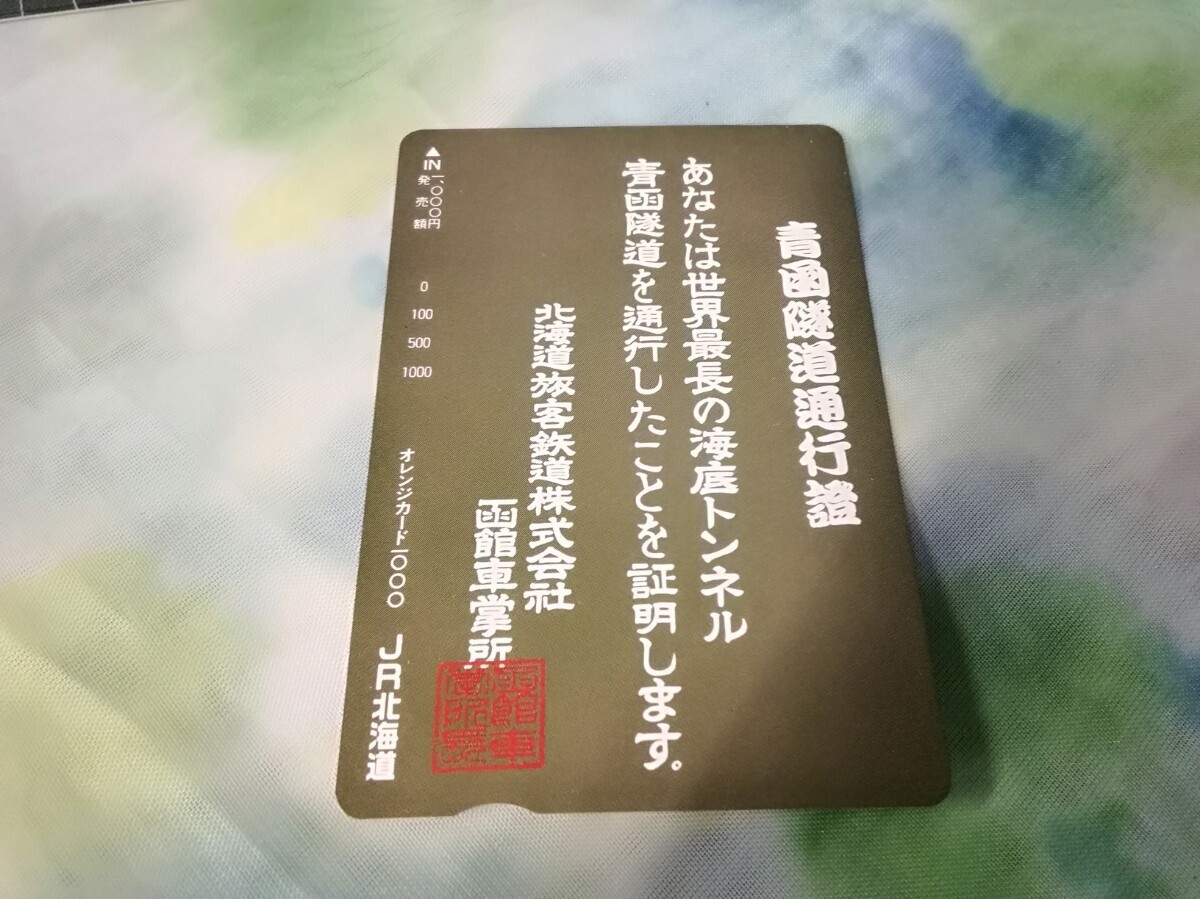 青函隧道通行證
あなたは世界最長の海底トンネル
青函隧道を通行したことを証明します。
北海道旅客鉄道株式会社
函館車掌所
▲
IN
発売額
一、〇〇〇円
0
100
500
1000
オレンジカード一〇〇〇
JR北海道